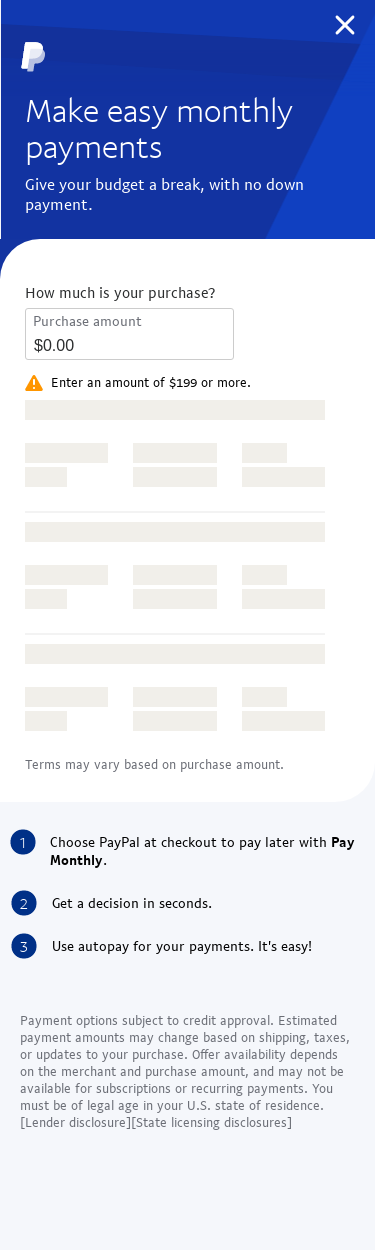 Make easy monthly
payments
Give your budget a break, with no down
payment.
How much is your purchase?
Purchase amount
$0.00
Enter an amount of $199 or more.
Terms may vary based on purchase amount.
1 Choose PayPal at checkout to pay later with Pay
Monthly.
2 Get a decision in seconds.
3 Use autopay for your payments. It's easy!
Payment options subject to credit approval. Estimated
payment amounts may change based on shipping, taxes,
or updates to your purchase. Offer availability depends
on the merchant and purchase amount, and may not be
available for subscriptions or recurring payments. You
must be of legal age in your U.S. state of residence.
[Lender disclosure][State licensing disclosures]